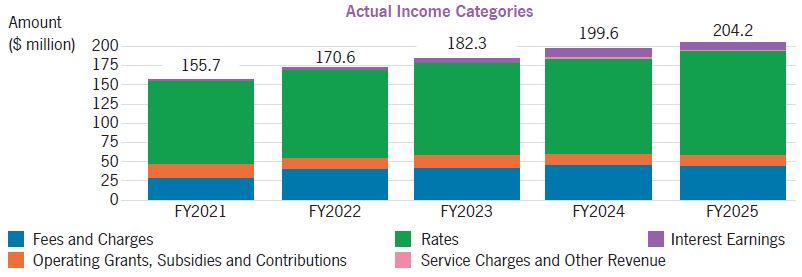 Actual Income Categories
Amount
($ million)
200
175
150
125
100
75
50
25
0
155.7
170.6
182.3
199.6
204.2
FY2021
FY2022
FY2023
FY2024
FY2025
Fees and Charges
Rates
Interest Earnings
Operating Grants, Subsidies and Contributions
Service Charges and Other Revenue